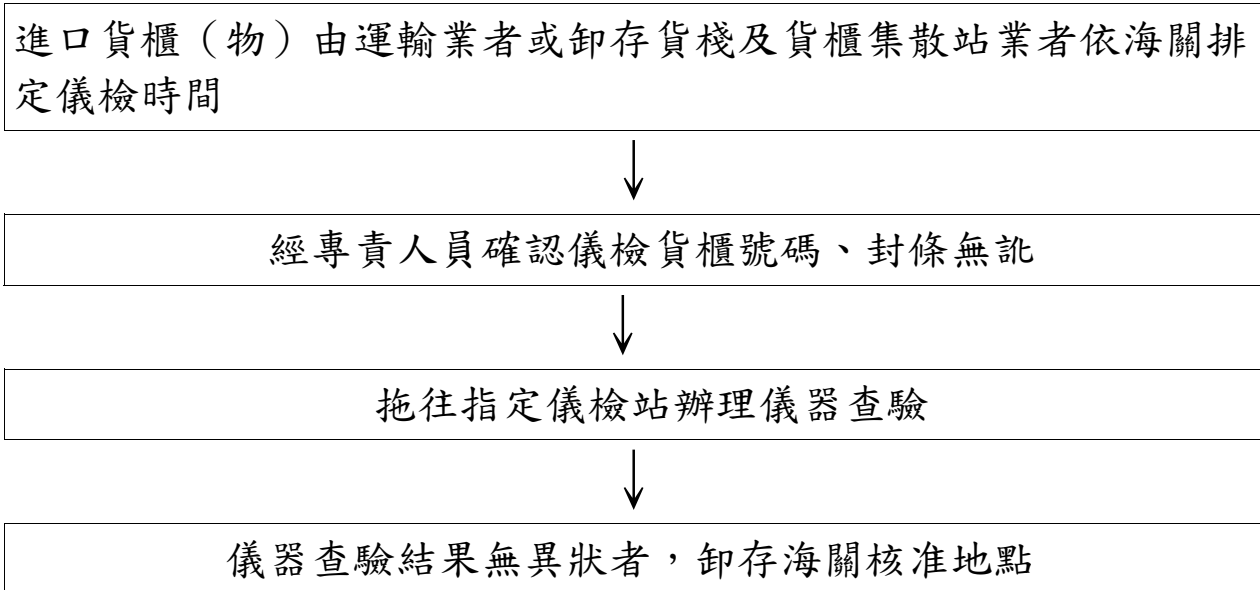 進口貨櫃（物）由運輸業者或卸存貨棧及貨櫃集散站業者依海關排
定儀檢時間
經專責人員確認儀檢貨櫃號碼、封條無訛
拖往指定儀檢站辦理儀器查驗
儀器查驗結果無異狀者，卸存海關核准地點